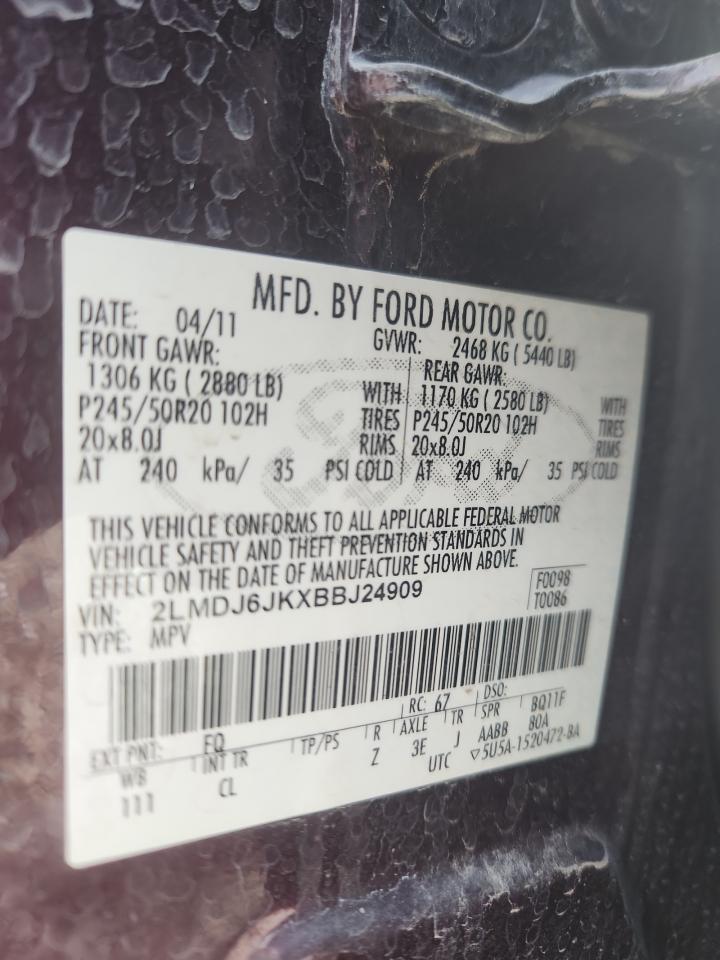 MFD. BY FORD MOTOR CO.
DATE: 04/11 GVWR: 2468 KG ( 5440 LB)
FRONT GAWR: REAR GAWR:
1306 KG ( 2880 LB) WITH 1170 KG ( 2580 LB) WITH
P245/50R20 102H TIRES P245/50R20 102H TIRES
20x8.0J RIMS 20x8.0J RIMS
AT 240 kPa/ 35 PSI COLD AT 240 kPa/ 35 PSI COLD
THIS VEHICLE CONFORMS TO ALL APPLICABLE FEDERAL MOTOR
VEHICLE SAFETY AND THEFT PREVENTION STANDARDS IN
EFFECT ON THE DATE OF MANUFACTURE SHOWN ABOVE.
VIN: 2LMDJ6JKXBBJ24909 F0098
TYPE: MPV T0086
EXT PNT: FQ RC: 67 DSO:
WB INT TR TP/PS R AXLE TR SPR BQ11F
111 CL Z 3E J AABB 80A
UTC ▽5U5A-1520472-BA